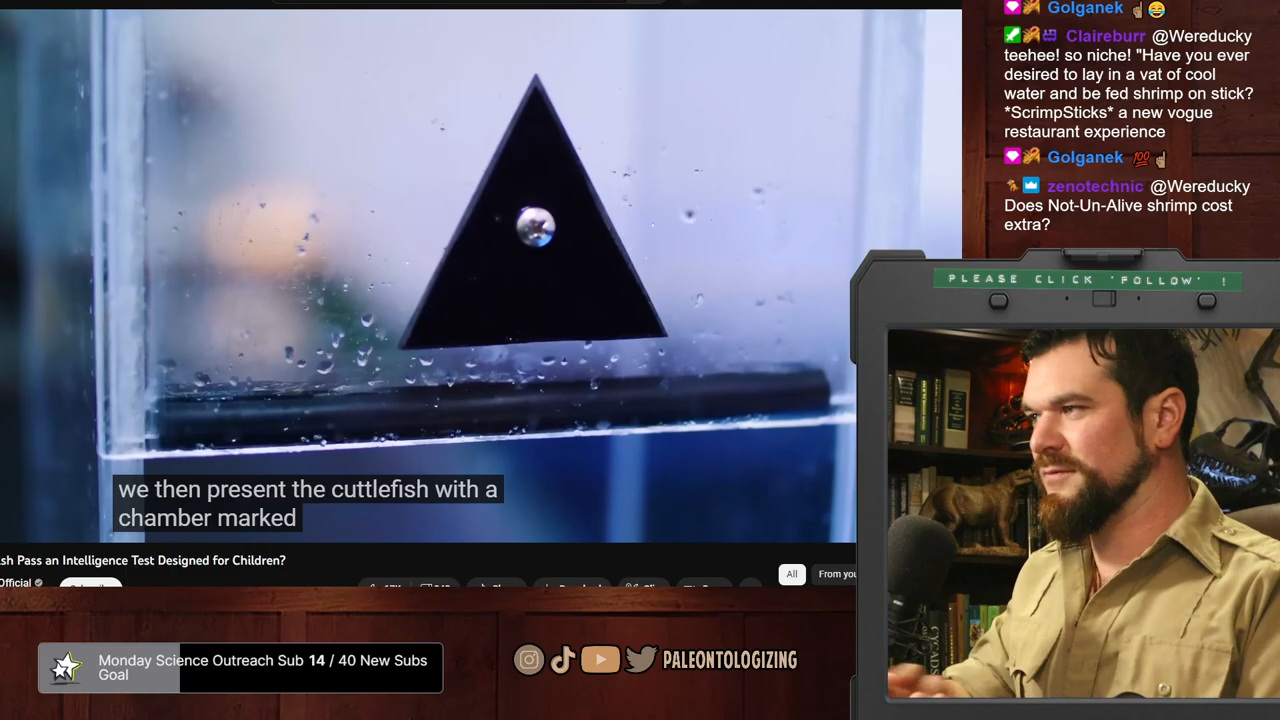 Golganek
Claireburr @Wereducky
teehee! so niche! "Have you ever
desired to lay in a vat of cool
water and be fed shrimp on stick?
*ScrimpSticks* a new vogue
restaurant experience
Golganek 💯
zenotechnic @Wereducky
Does Not-Un-Alive shrimp cost
extra?
PLEASE CLICK 'FOLLOW' !
we then present the cuttlefish with a
chamber marked
sh Pass an Intelligence Test Designed for Children?
Official
All
From you
CYCADS
Monday Science Outreach Sub 14 / 40 New Subs
Goal
PALEONTOLOGIZING